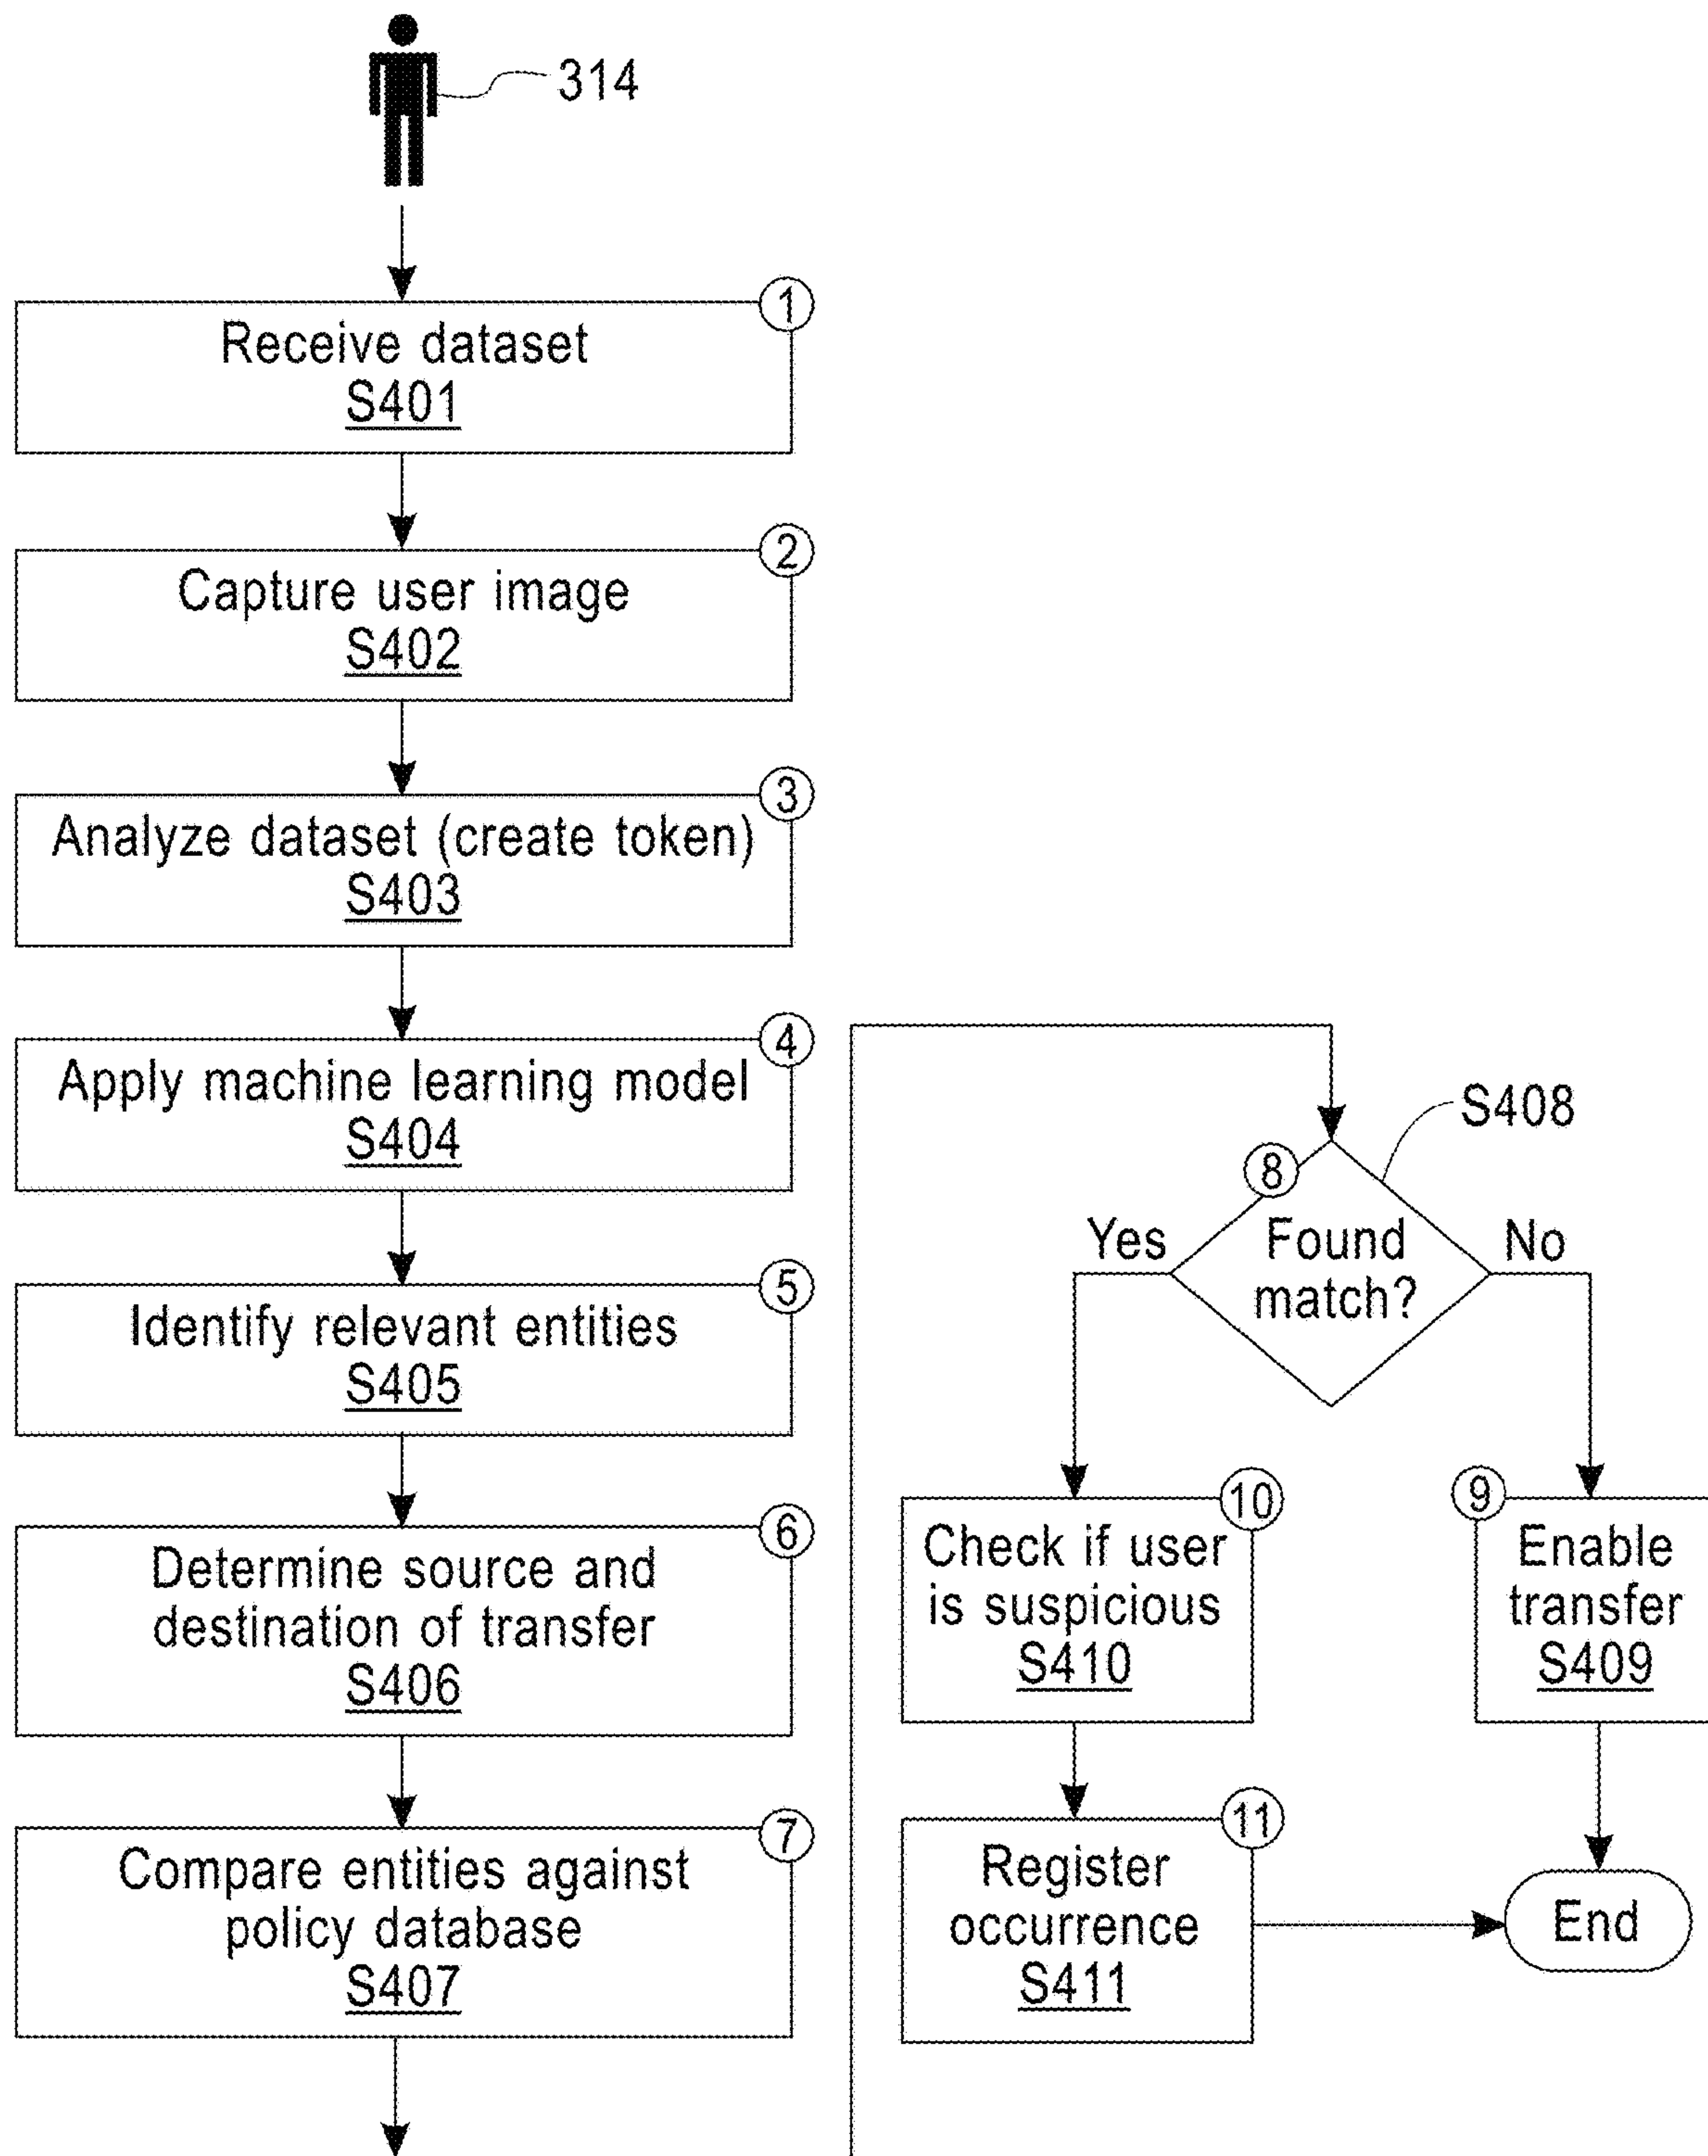 314
1
Receive dataset
S401
2
Capture user image
S402
3
Analyze dataset (create token)
S403
4
Apply machine learning model
S404
5
Identify relevant entities
S405
6
Determine source and
destination of transfer
S406
7
Compare entities against
policy database
S407
S408
8
Yes
Found
match?
No
10
Check if user
is suspicious
S410
9
Enable
transfer
S409
11
Register
occurrence
S411
End